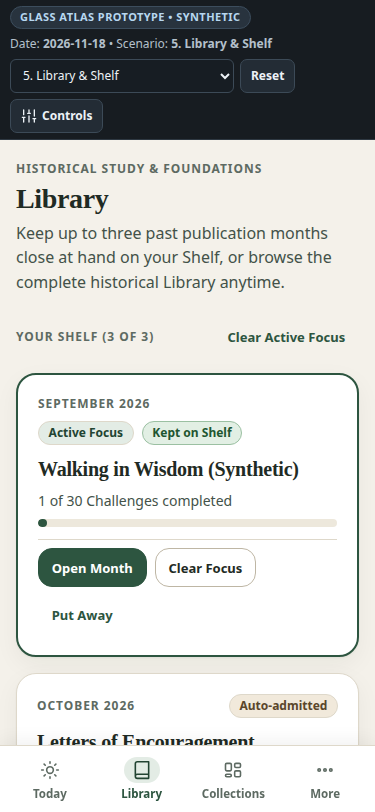 GLASS ATLAS PROTOTYPE • SYNTHETIC
Date: 2026-11-18 • Scenario: 5. Library & Shelf
5. Library & Shelf
Reset
Controls
HISTORICAL STUDY & FOUNDATIONS
Library
Keep up to three past publication months
close at hand on your Shelf, or browse the
complete historical Library anytime.
YOUR SHELF (3 OF 3)
Clear Active Focus
SEPTEMBER 2026
Active Focus
Kept on Shelf
Walking in Wisdom (Synthetic)
1 of 30 Challenges completed
Open Month
Clear Focus
Put Away
OCTOBER 2026
Auto-admitted
Letters of Encouragement
Today
Library
Collections
More